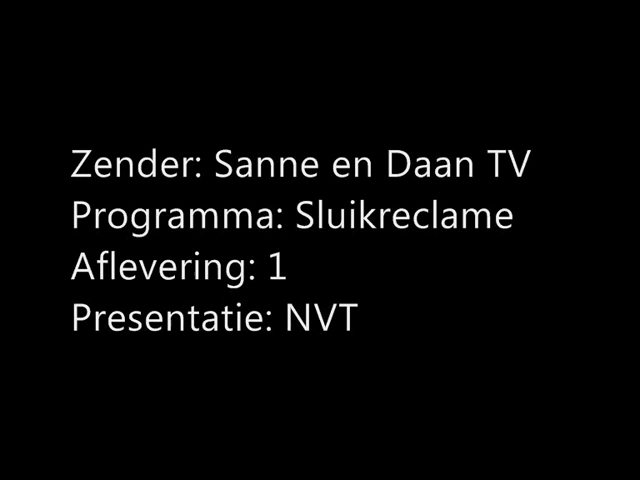 Zender: Sanne en Daan TV
Programma: Sluikreclame
Aflevering: 1
Presentatie: NVT